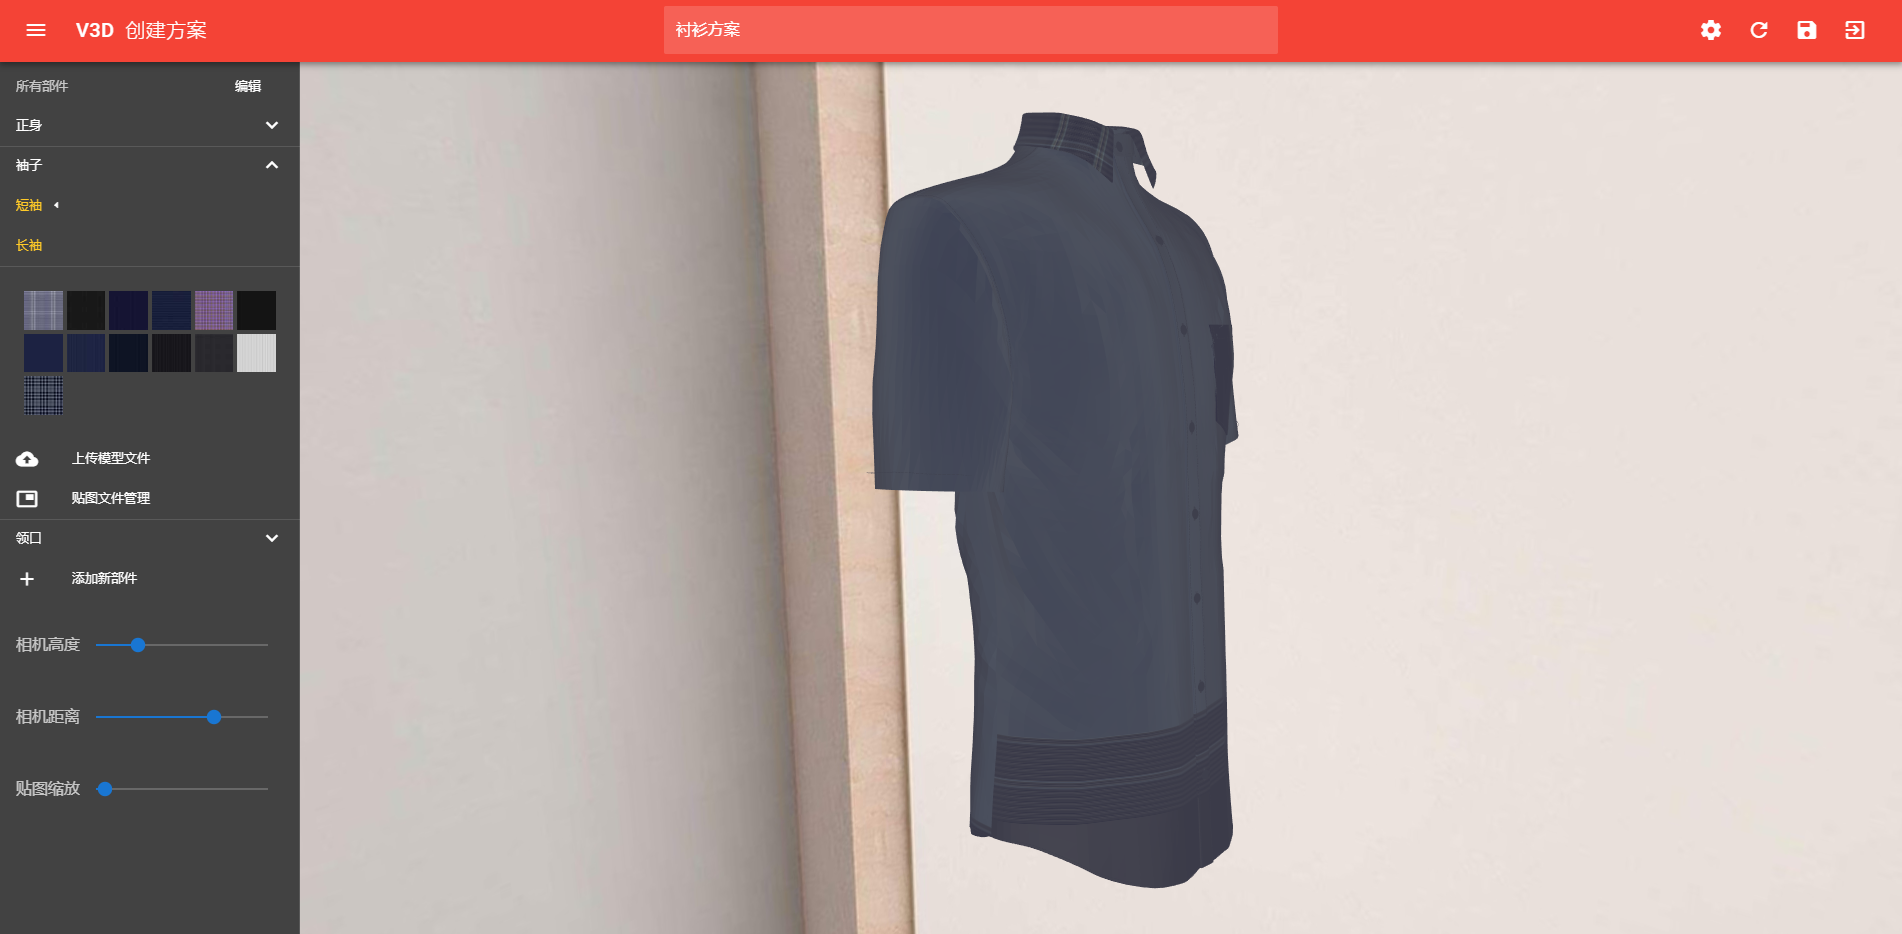 V3D 创建方案
衬衫方案
所有部件 编辑
正身
袖子
短袖
长袖
上传模型文件
贴图文件管理
领口
添加新部件
相机高度
相机距离
贴图缩放